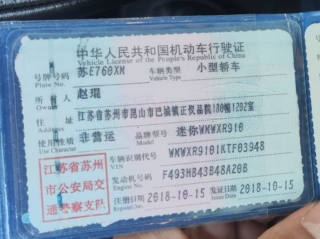 中华人民共和国机动车行驶证
Vehicle License of the People's Republic of China
号牌号码 苏E760XM 车辆类型 小型轿车
Plate No. Vehicle Type
所有人 赵琨
Owner
住址 江苏省苏州市昆山市巴城镇正仪晶院180幢1202室
Address
使用性质 非营运 品牌型号 迷你WMWXR910
Use Character Model
车辆识别代号 WMWXR9101KTF03948
VIN
发动机号码 F493H843B48A20B
Engine No.
注册日期 2018-10-15 发证日期 2018-10-15
Register Date Issue Date
江苏省苏州
市公安局交
通警察支队